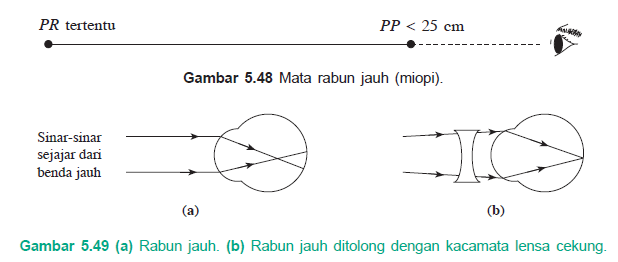 PR tertentu
PP < 25 cm
Gambar 5.48 Mata rabun jauh (miopi).
Sinar-sinar
sejajar dari
benda jauh
(a)
(b)
Gambar 5.49 (a) Rabun jauh. (b) Rabun jauh ditolong dengan kacamata lensa cekung.